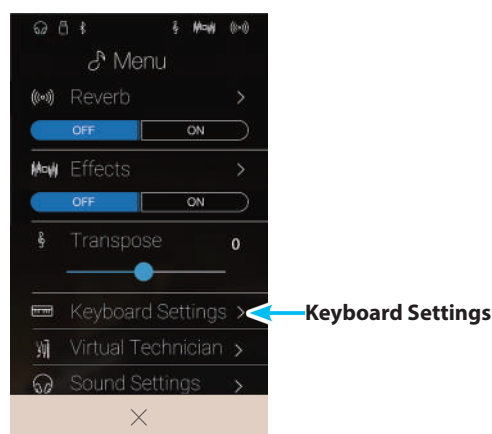 Menu
Reverb
OFF ON
Effects
OFF ON
Transpose 0
Keyboard Settings
Keyboard Settings
Virtual Technician
Sound Settings